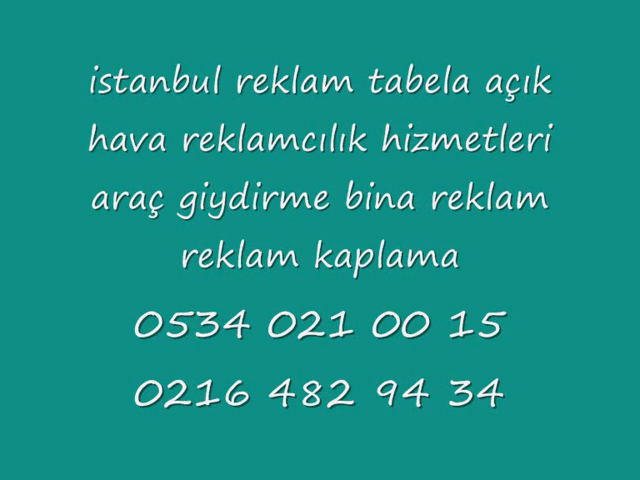 istanbul reklam tabela açık
hava reklamcılık hizmetleri
araç giydirme bina reklam
reklam kaplama
0534 021 00 15
0216 482 94 34